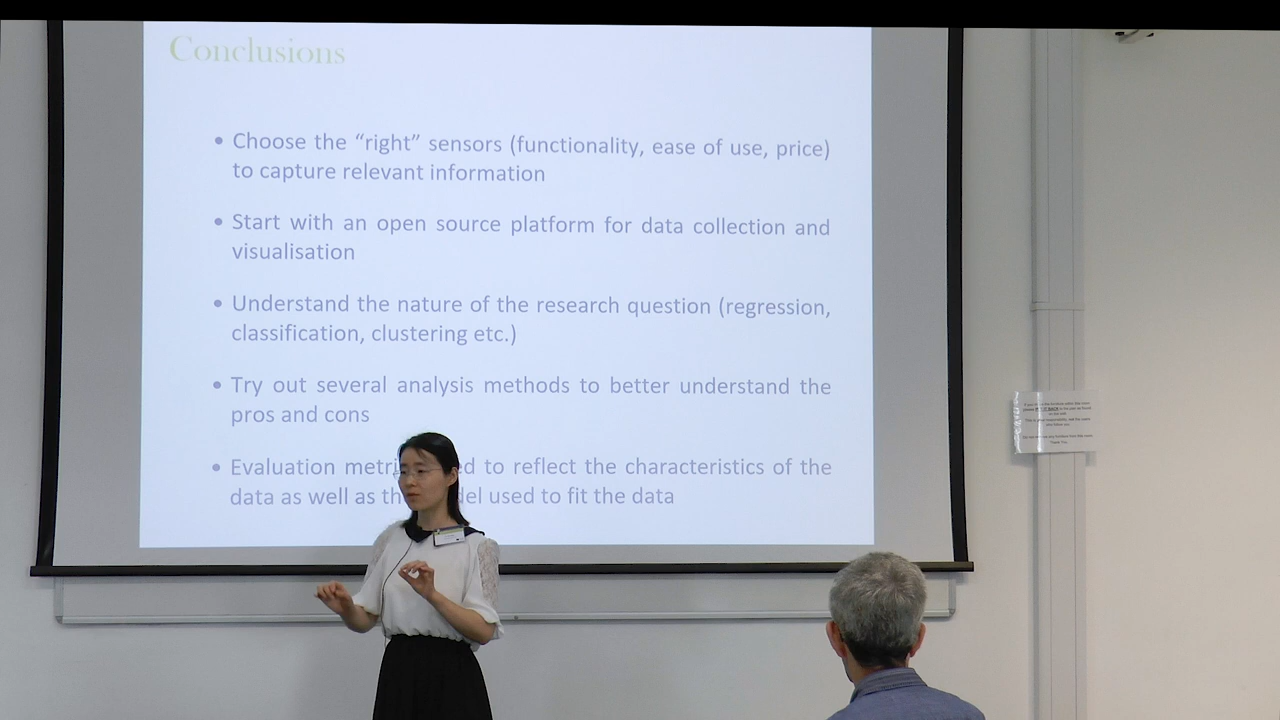 Conclusions
• Choose the “right” sensors (functionality, ease of use, price)
to capture relevant information
• Start with an open source platform for data collection and
visualisation
• Understand the nature of the research question (regression,
classification, clustering etc.)
• Try out several analysis methods to better understand the
pros and cons
• Evaluation to reflect the characteristics of the
data as well as used to fit the data
Thank You